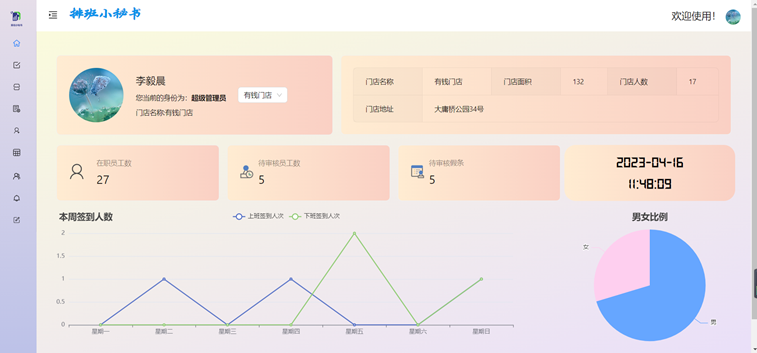 排班小秘书
欢迎使用!
李毅晨
您当前的身份为: 超级管理员
有钱门店
门店名称:有钱门店
门店名称 有钱门店 门店面积 132 门店人数 17
门店地址 大庸桥公园34号
在职员工数
27
待审核员工数
5
待审核假条
5
2023-04-16
11:48:09
本周签到人数
上班签到人次 下班签到人次
2
1.5
1
0.5
0
星期一 星期二 星期三 星期四 星期五 星期六 星期日
男女比例
女
男